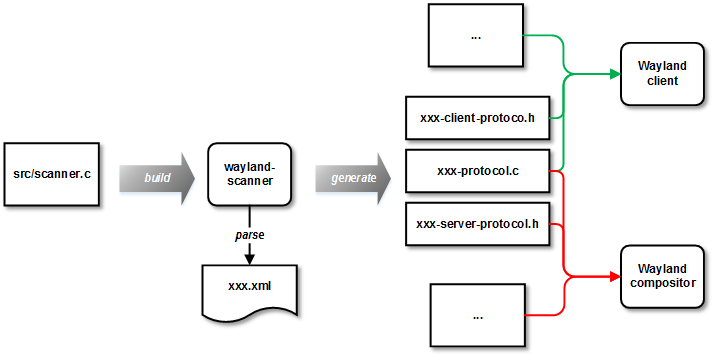 ...
Wayland
client
xxx-client-protoco.h
src/scanner.c
build
wayland-
scanner
generate
xxx-protocol.c
parse
xxx-server-protocol.h
xxx.xml
Wayland
compositor
...